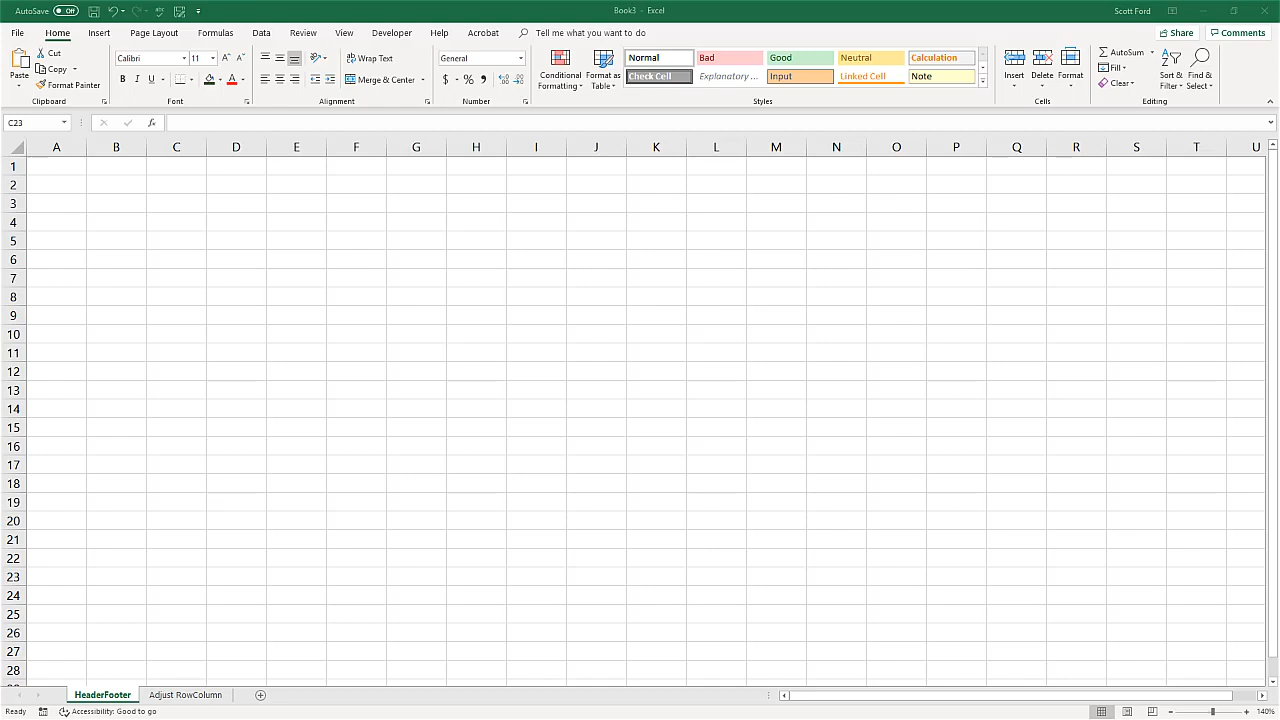 AutoSave Off Book3 - Excel Scott Ford
File Home Insert Page Layout Formulas Data Review View Developer Help Acrobat Tell me what you want to do Share Comments
Paste Cut Copy Format Painter Clipboard
Calibri 11 B I U A Font
Wrap Text Merge & Center Alignment
General $ % Number
Conditional Formatting Format as Table
Normal Bad Good Neutral Calculation
Check Cell Explanatory ... Input Linked Cell Note
Styles
Insert Delete Format Cells
AutoSum Fill Clear Sort & Filter Find & Select Editing
C23 fx
A B C D E F G H I J K L M N O P Q R S T U
1
2
3
4
5
6
7
8
9
10
11
12
13
14
15
16
17
18
19
20
21
22
23
24
25
26
27
28
HeaderFooter Adjust RowColumn
Ready Accessibility: Good to go 140%